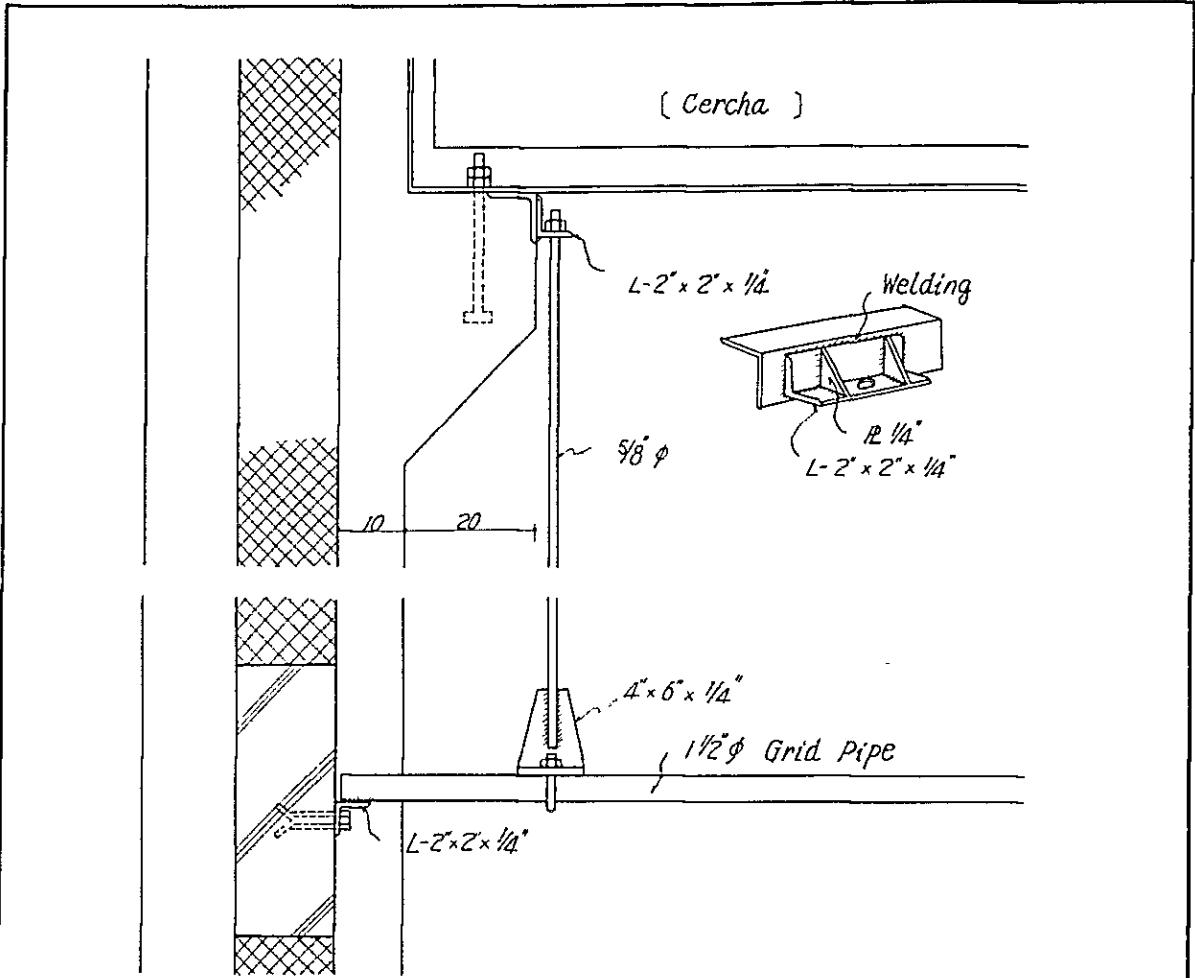 [ Cercha ]
L-2" x 2" x 1/4"
Welding
PL 1/4"
L-2" x 2" x 1/4"
5/8" φ
10 20
4" x 6" x 1/4"
1 1/2" φ Grid Pipe
L-2" x 2" x 1/4"